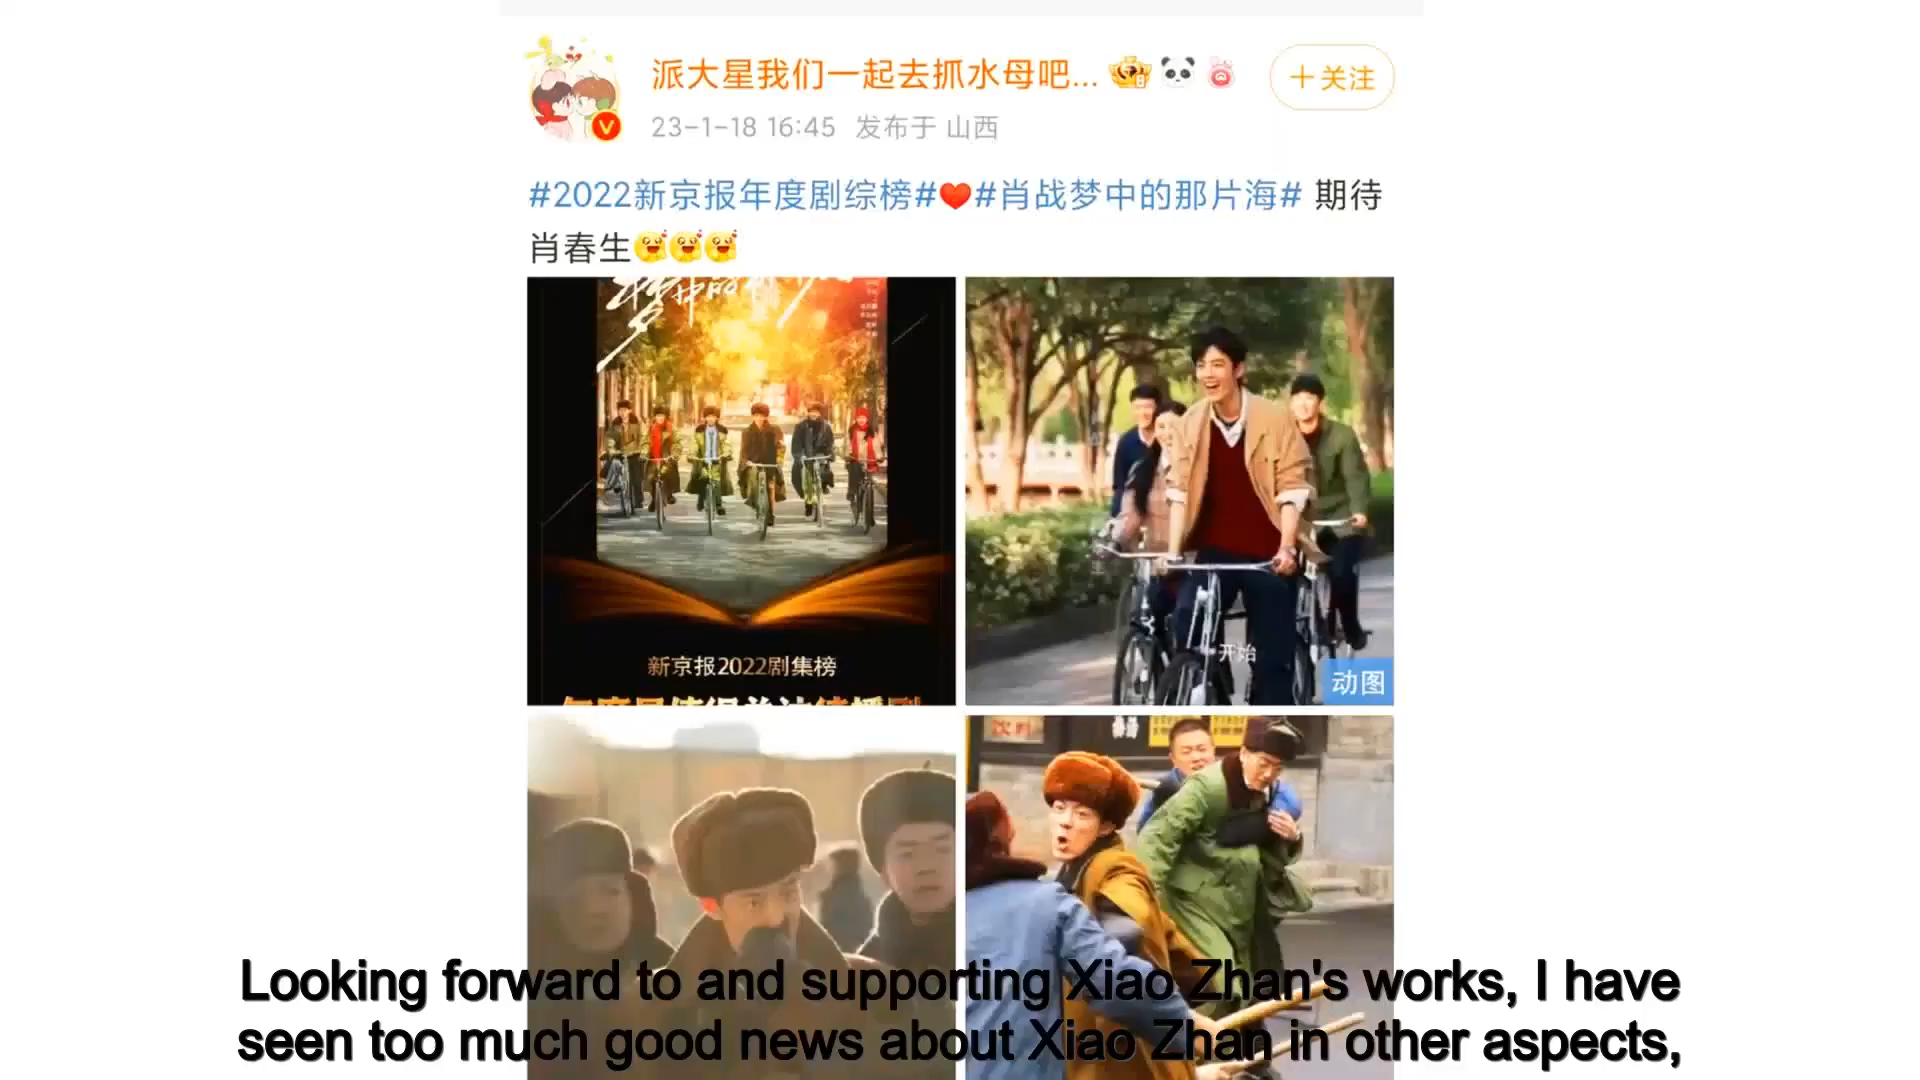 派大星我们一起去抓水母吧...
+关注
23-1-18 16:45 发布于 山西
#2022新京报年度剧综榜#❤️#肖战梦中的那片海# 期待
肖春生
新京报2022剧集榜
开始
动图
Looking forward to and supporting Xiao Zhan's works, I have
seen too much good news about Xiao Zhan in other aspects,